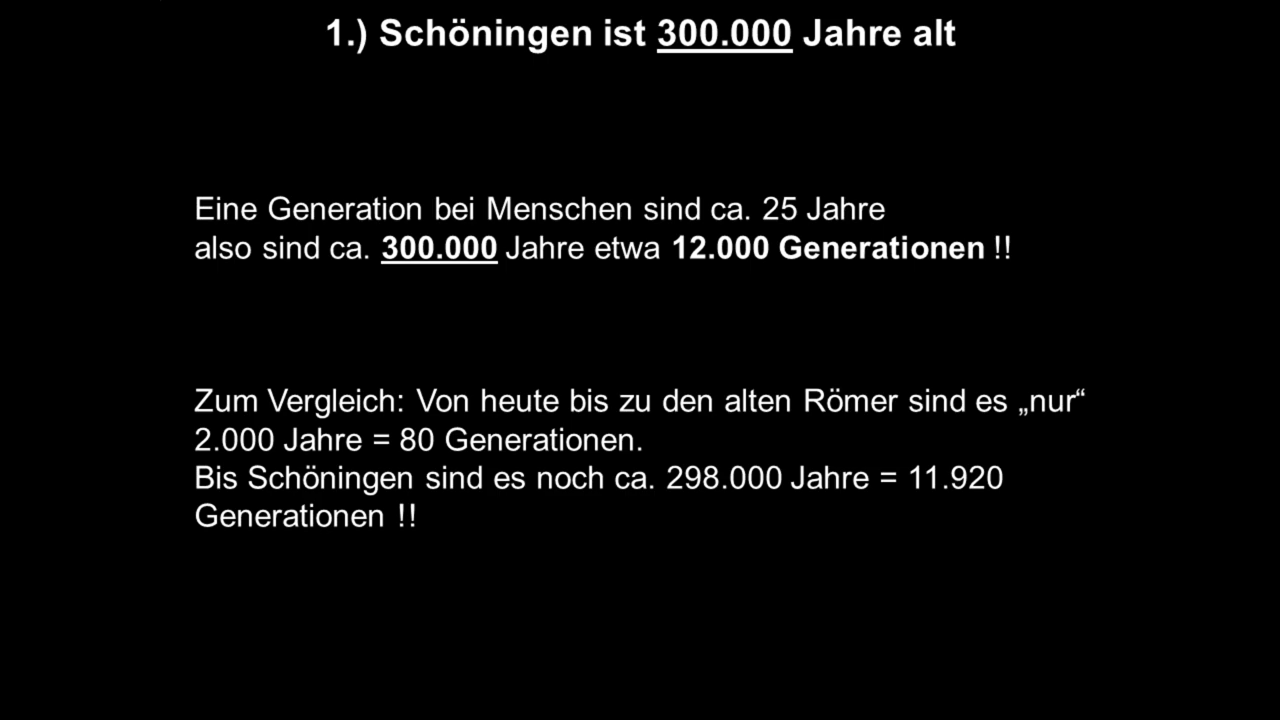 1.) Schöningen ist 300.000 Jahre alt
Eine Generation bei Menschen sind ca. 25 Jahre
also sind ca. 300.000 Jahre etwa 12.000 Generationen !!
Zum Vergleich: Von heute bis zu den alten Römer sind es „nur“
2.000 Jahre = 80 Generationen.
Bis Schöningen sind es noch ca. 298.000 Jahre = 11.920
Generationen !!